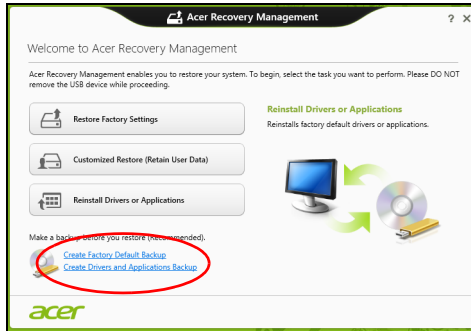 Acer Recovery Management
Welcome to Acer Recovery Management
Acer Recovery Management enables you to restore your system. To begin, select the task you want to perform. Please DO NOT
remove the USB device while proceeding.
Restore Factory Settings
Customized Restore (Retain User Data)
Reinstall Drivers or Applications
Reinstall Drivers or Applications
Reinstalls factory default drivers or applications.
Make a backup before you restore (Recommended).
Create Factory Default Backup
Create Drivers and Applications Backup
acer